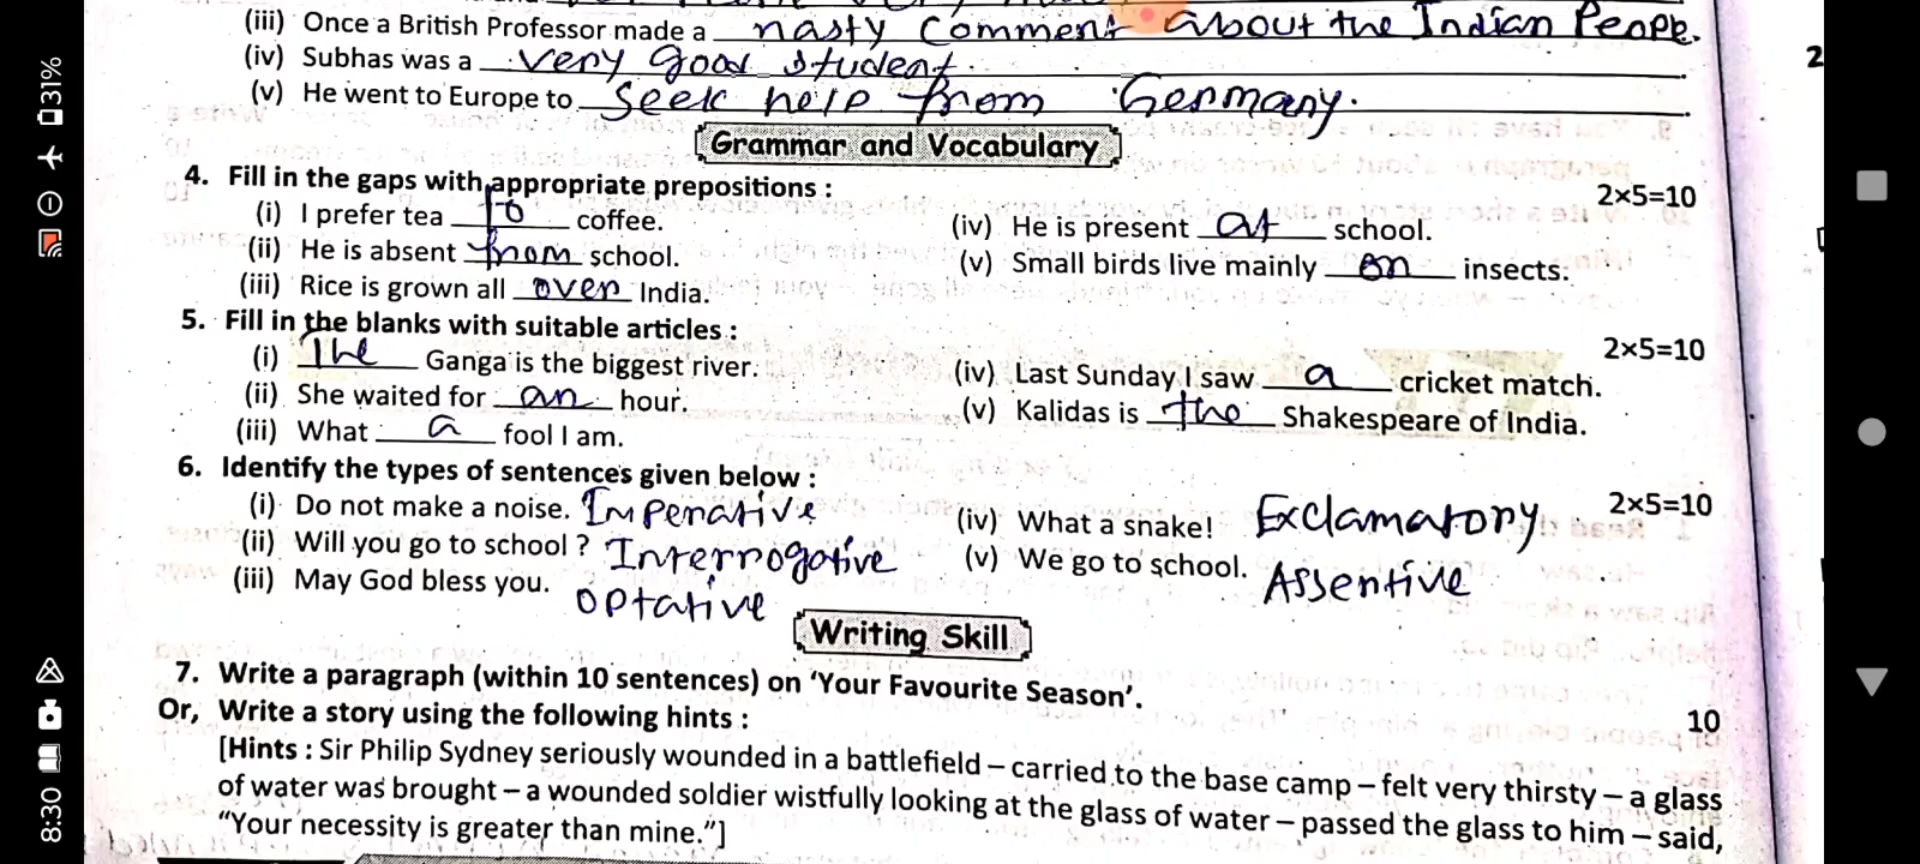 (iii) Once a British Professor made a nasty comment about the Indian Peope.
(iv) Subhas was a very good student.
2
(v) He went to Europe to seek help from Germany.
Grammar and Vocabulary
4. Fill in the gaps with appropriate prepositions : 2×5=10
(i) I prefer tea to coffee. (iv) He is present at school.
(ii) He is absent from school. (v) Small birds live mainly on insects.
(iii) Rice is grown all over India.
5. Fill in the blanks with suitable articles : 2×5=10
(i) The Ganga is the biggest river. (iv) Last Sunday I saw a cricket match.
(ii) She waited for an hour. (v) Kalidas is the Shakespeare of India.
(iii) What a fool I am.
6. Identify the types of sentences given below : 2×5=10
(i) Do not make a noise. Imperative (iv) What a snake! Exclamatory
(ii) Will you go to school ? Interrogative (v) We go to school. Assertive
(iii) May God bless you. Optative
Writing Skill
7. Write a paragraph (within 10 sentences) on 'Your Favourite Season'.
Or, Write a story using the following hints : 10
[Hints : Sir Philip Sydney seriously wounded in a battlefield – carried to the base camp – felt very thirsty – a glass
of water was brought – a wounded soldier wistfully looking at the glass of water – passed the glass to him – said,
"Your necessity is greater than mine."]
8:30
31%